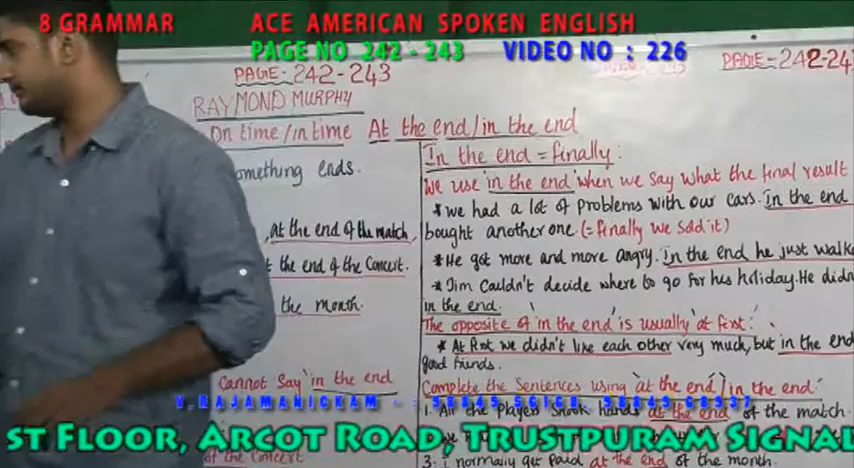 8 GRAMMAR ACE AMERICAN SPOKEN ENGLISH
PAGE NO 242 - 243 VIDEO NO : 226
PAGE-242-243
PAGE-242-243
RAYMOND MURPHY
On time/in time At the end/in the end
omething ends.
at the end of the match,
t the end of the Concert.
the month.
Cannot say 'in the end
of the Concert
In the end = finally:
We use 'in the end' when we say what the final result
* we had a lot of problems with our cars. In the end
bought another one (= finally we sold it)
* He got more and more angry. In the end he just walke
* Jim Couldn't decide where to go for his holiday. He didn
in the end.
The opposite of 'in the end' is usually 'at first':
* At first we didn't like each other very much, but in the end
good friends.
Complete the Sentences using 'at the end'/'in the end'
1. All the players shook hands at the end of the match.
3. i normally get paid at the end of the month.
V.RAJAMANICKAM - :
ST FLOOR, ARCOT ROAD, TRUSTPURAM SIGNAL